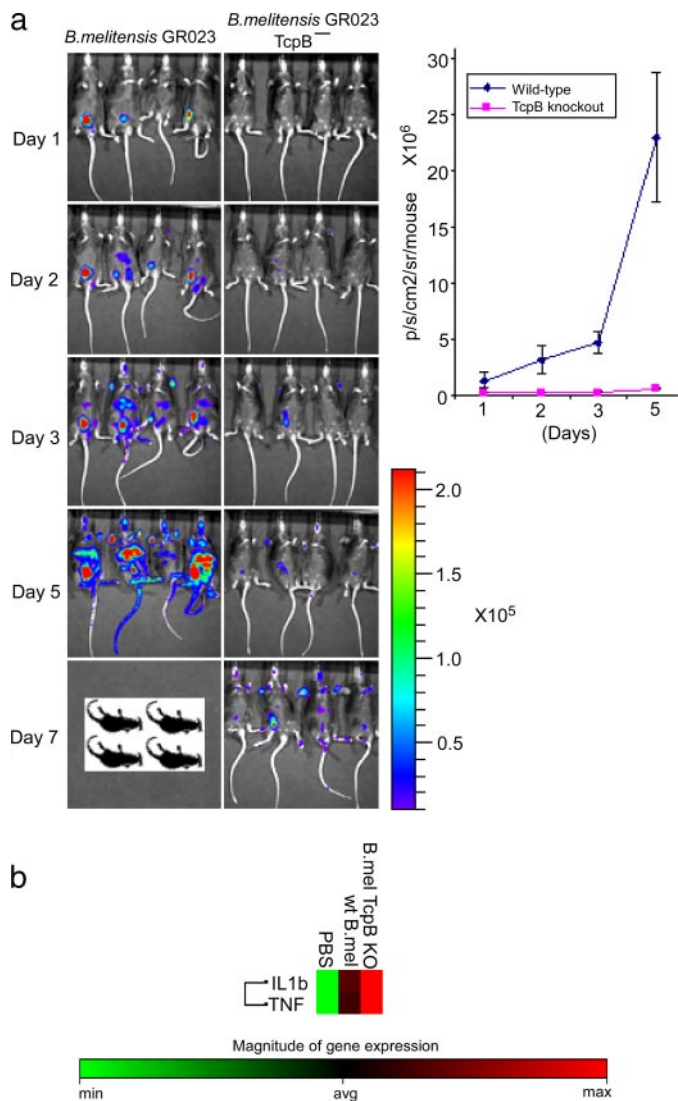 a
B.melitensis GR023
B.melitensis GR023
TcpB—
Day 1
Day 2
Day 3
Day 5
Day 7
Wild-type
TcpB knockout
X10⁶
p/s/cm2/sr/mouse
30
26
21
15
10
5
0
1 2 3 5
(Days)
2.0
1.5
1.0
0.5
X10⁵
b
PBS
wt B.mel
B.mel TcpB KO
IL1b
TNF
Magnitude of gene expression
min avg max